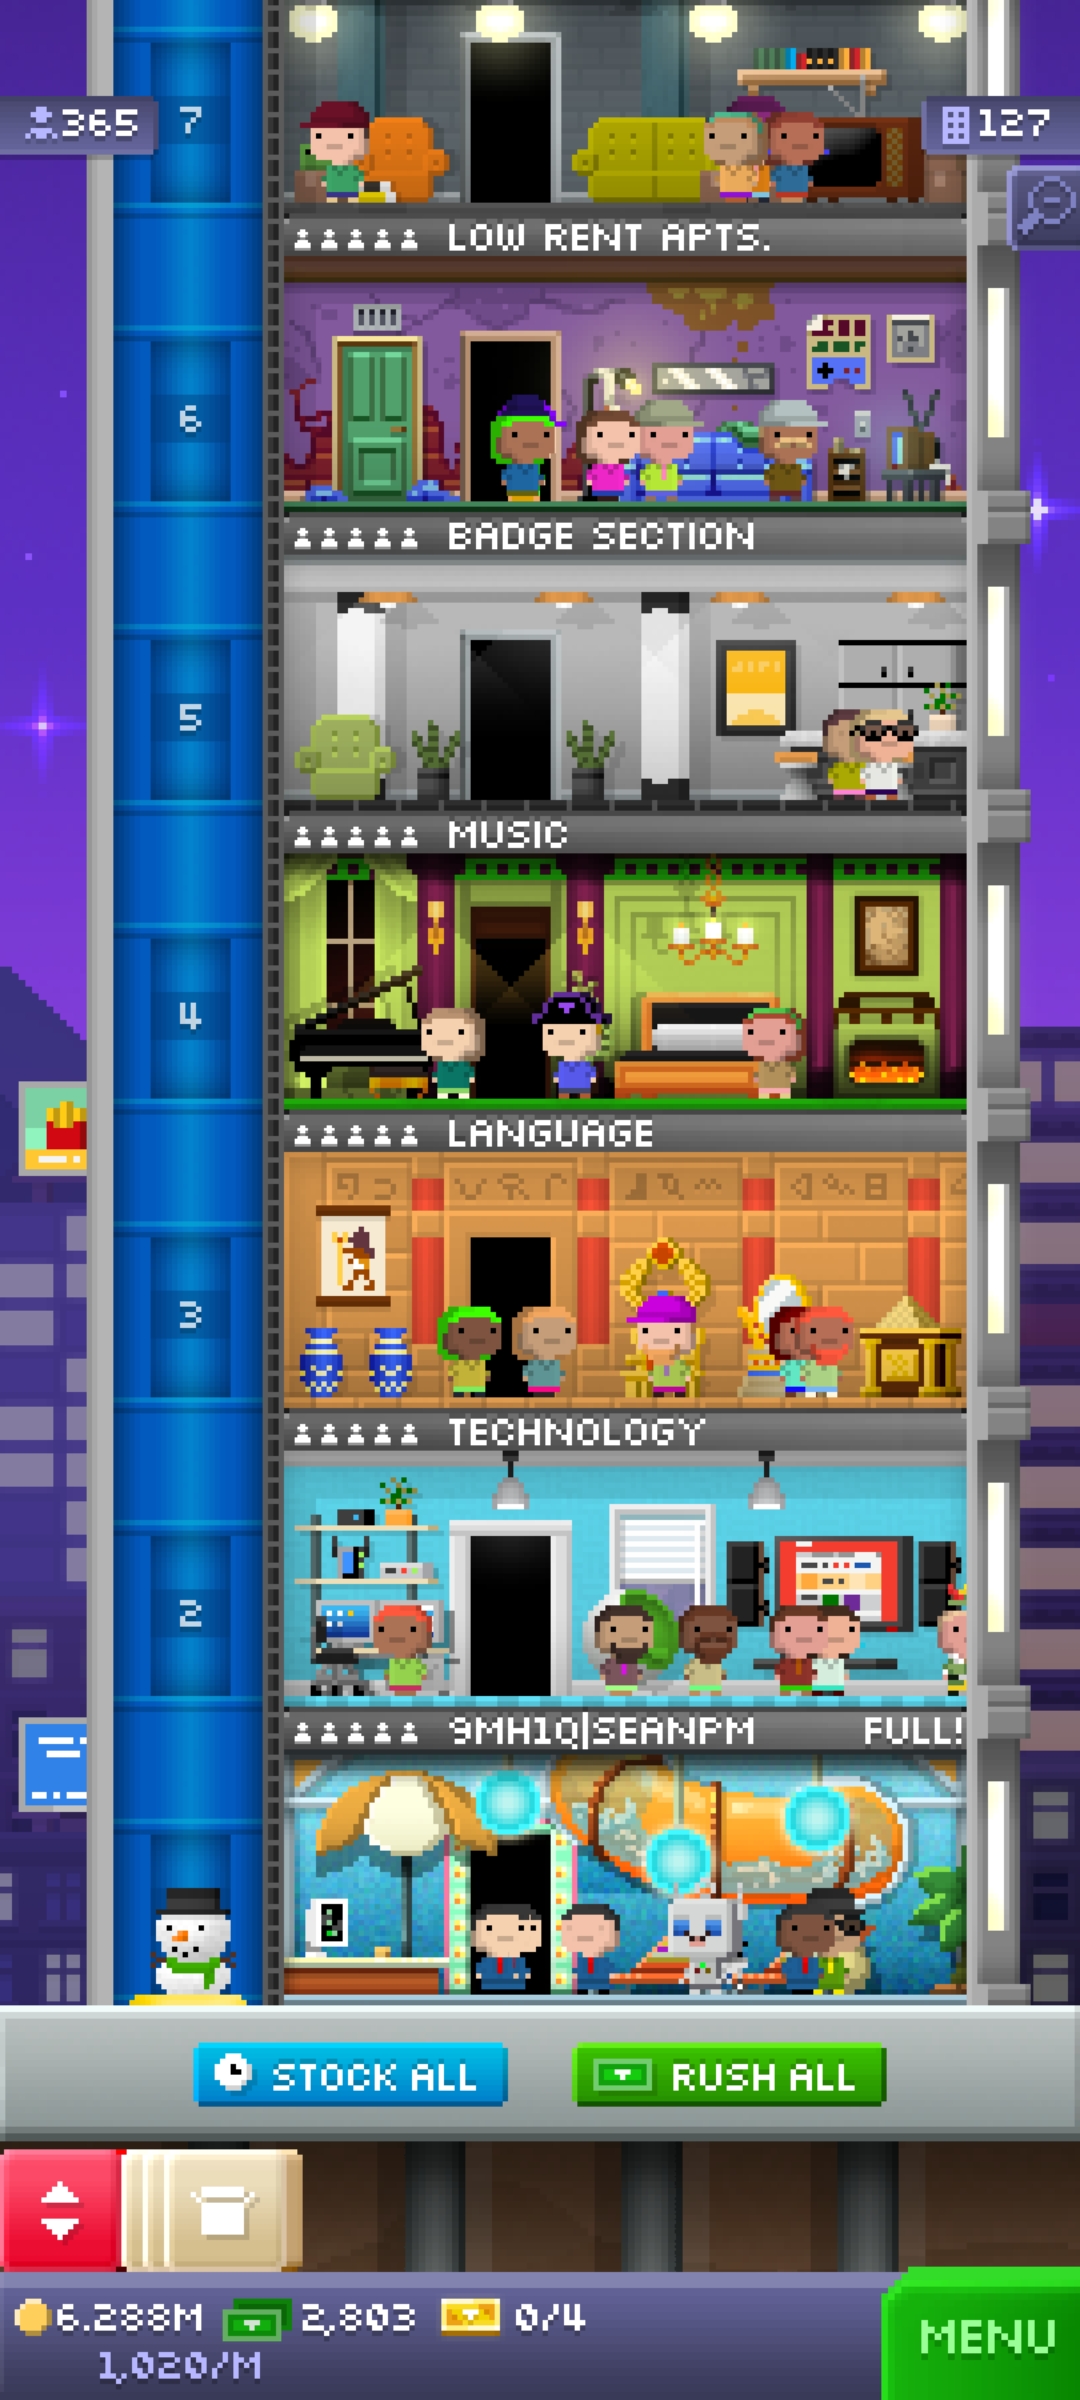 365
7
127
LOW RENT APTS.
6
BADGE SECTION
5
MUSIC
4
LANGUAGE
3
TECHNOLOGY
2
9MH1Q|SEANPM FULL!
STOCK ALL
RUSH ALL
6.288M 2,803 0/4
1,020/M
MENU